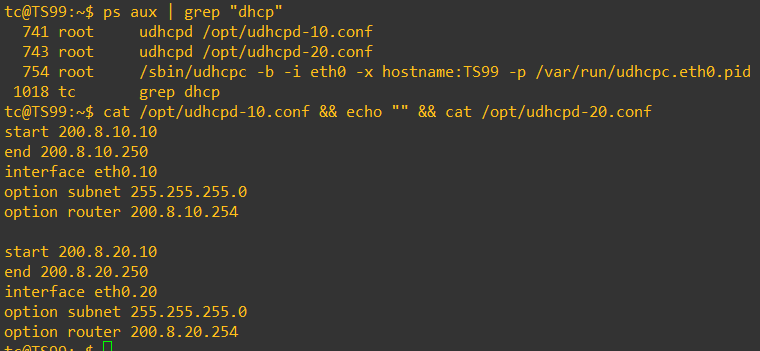 tc@TS99:~$ ps aux | grep "dhcp"
741 root udhcpd /opt/udhcpd-10.conf
743 root udhcpd /opt/udhcpd-20.conf
754 root /sbin/udhcpc -b -i eth0 -x hostname:TS99 -p /var/run/udhcpc.eth0.pid
1018 tc grep dhcp
tc@TS99:~$ cat /opt/udhcpd-10.conf && echo "" && cat /opt/udhcpd-20.conf
start 200.8.10.10
end 200.8.10.250
interface eth0.10
option subnet 255.255.255.0
option router 200.8.10.254

start 200.8.20.10
end 200.8.20.250
interface eth0.20
option subnet 255.255.255.0
option router 200.8.20.254
tc@TS99:~$